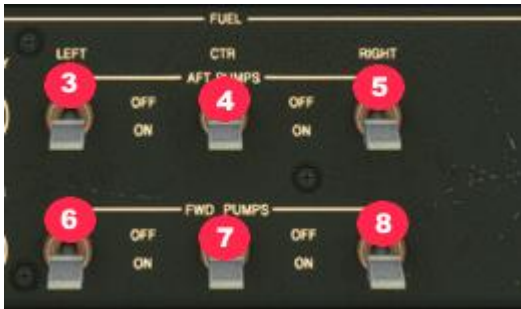 FUEL
LEFT CTR RIGHT
3 4 5
AFT PUMPS
OFF OFF
ON ON
6 7 8
FWD PUMPS
OFF OFF
ON ON